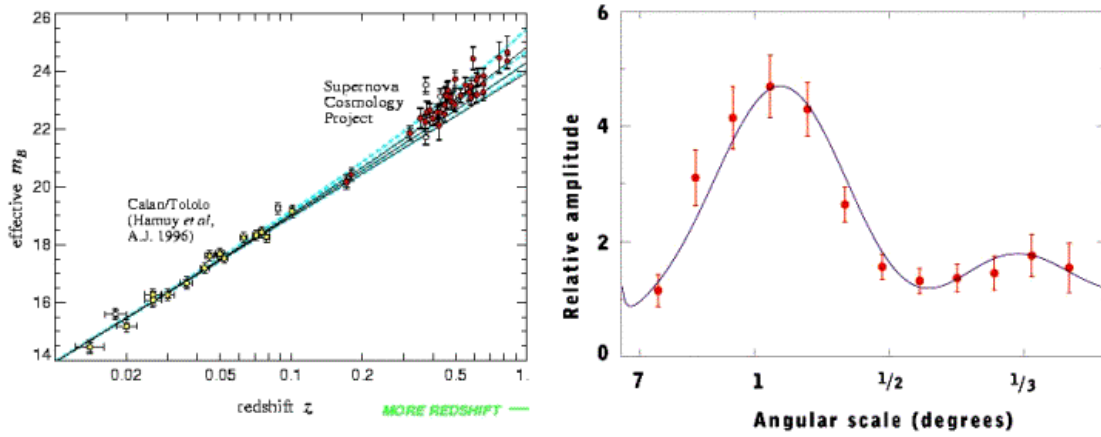 26
24
22
20
18
16
14
effective m_B
Supernova
Cosmology
Project
Calan/Tololo
(Hamuy et al,
A.J. 1996)
0.02
0.05
0.1
0.2
0.5
1.
redshift z
MORE REDSHIFT
6
4
2
0
Relative amplitude
7
1
1/2
1/3
Angular scale (degrees)